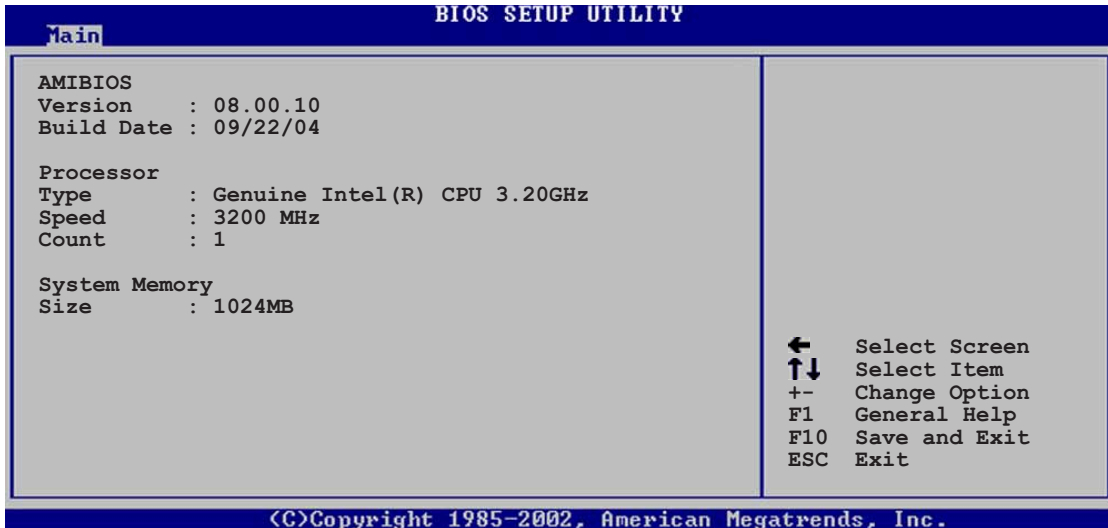 BIOS SETUP UTILITY
Main
AMIBIOS
Version : 08.00.10
Build Date : 09/22/04
Processor
Type : Genuine Intel(R) CPU 3.20GHz
Speed : 3200 MHz
Count : 1
System Memory
Size : 1024MB
← Select Screen
↑↓ Select Item
+- Change Option
F1 General Help
F10 Save and Exit
ESC Exit
(C)Copyright 1985-2002, American Megatrends, Inc.